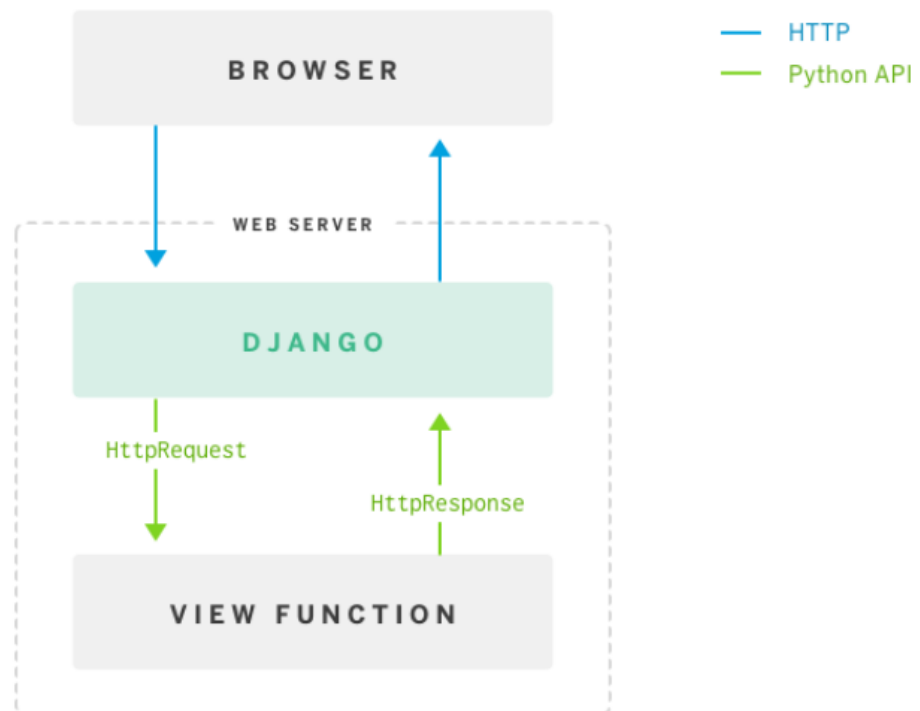 BROWSER
HTTP
Python API
WEB SERVER
DJANGO
HttpRequest
HttpResponse
VIEW FUNCTION